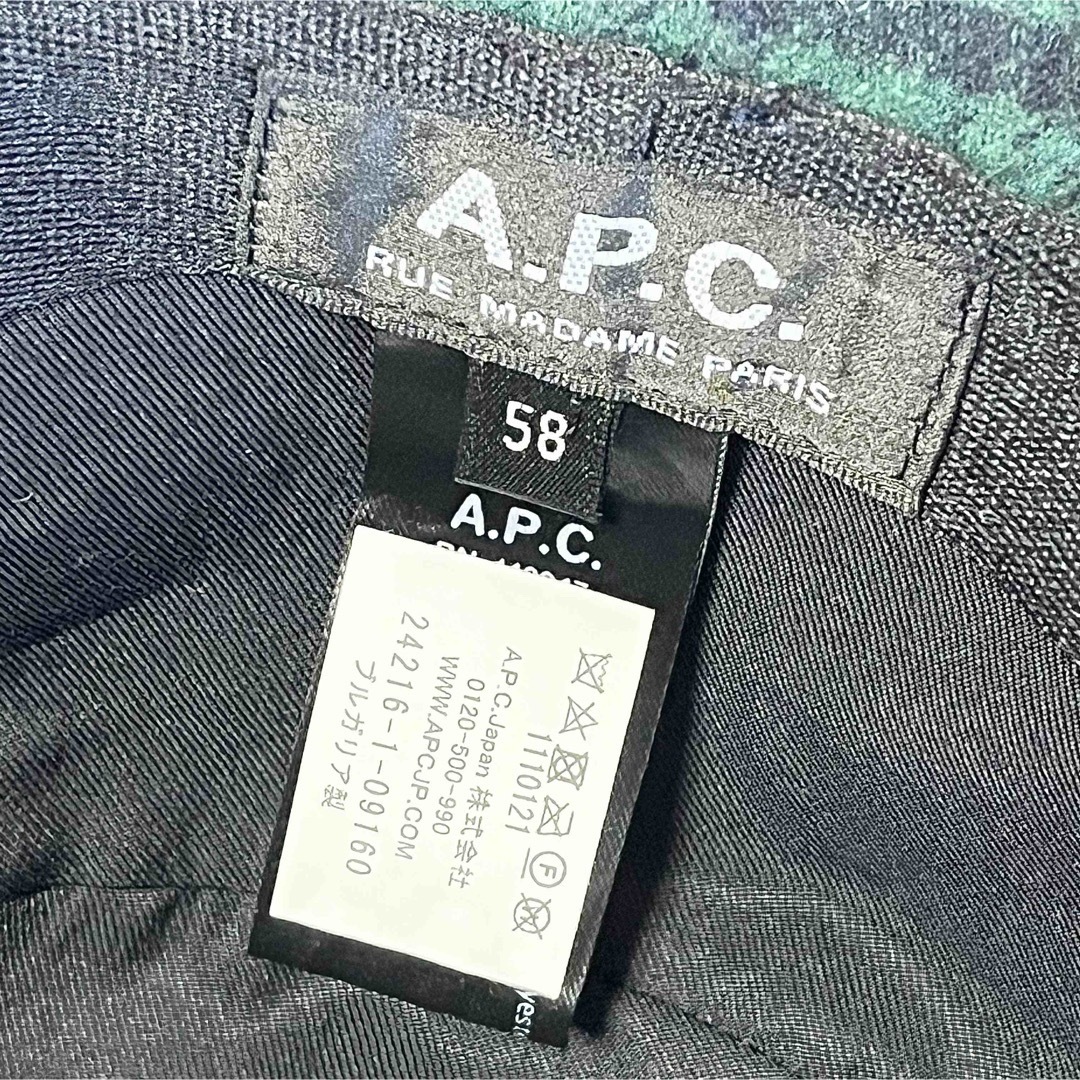 A.P.C.
RUE MADAME PARIS
58
A.P.C.
1110121
A.P.C.Japan 株式会社
0120-500-990
WWW.APCJP.COM
24216-1-09160
ブルガリア製